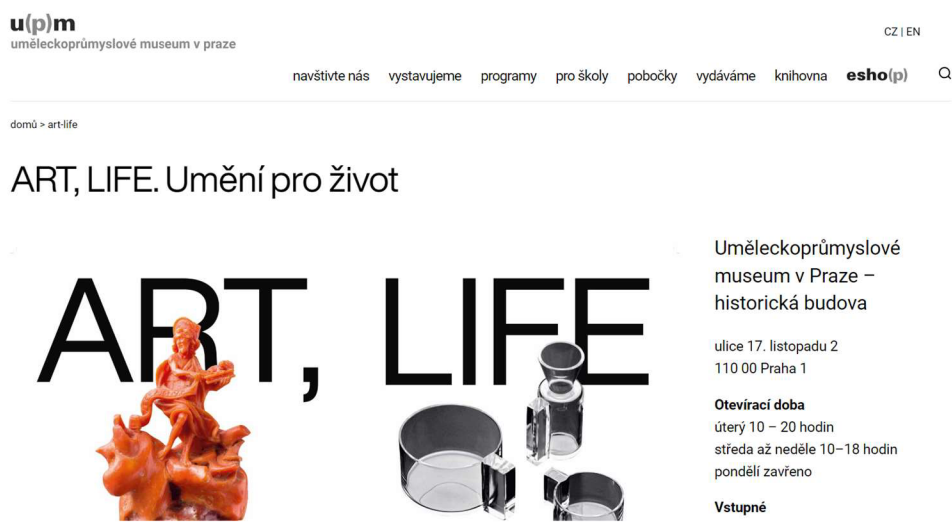 u(p)m
uměleckoprůmyslové museum v praze
CZ | EN
navštivte nás vystavujeme programy pro školy pobočky vydáváme knihovna esho(p)
domů > art-life
ART, LIFE. Umění pro život
ART, LIFE
Uměleckoprůmyslové
museum v Praze –
historická budova
ulice 17. listopadu 2
110 00 Praha 1
Otevírací doba
úterý 10 – 20 hodin
středa až neděle 10–18 hodin
pondělí zavřeno
Vstupné